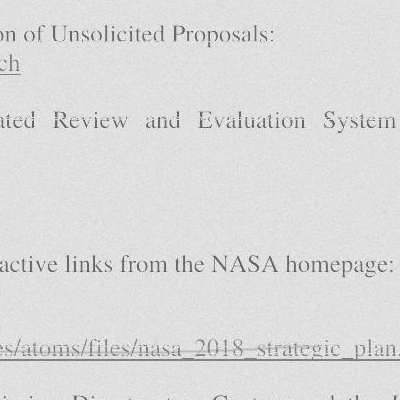 on of Unsolicited Proposals:
ch
ated Review and Evaluation System
active links from the NASA homepage:
es/atoms/files/nasa_2018_strategic_plan.